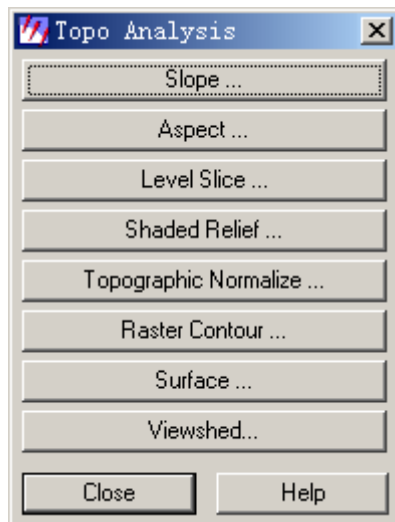 Topo Analysis
Slope ...
Aspect ...
Level Slice ...
Shaded Relief ...
Topographic Normalize ...
Raster Contour ...
Surface ...
Viewshed...
Close Help